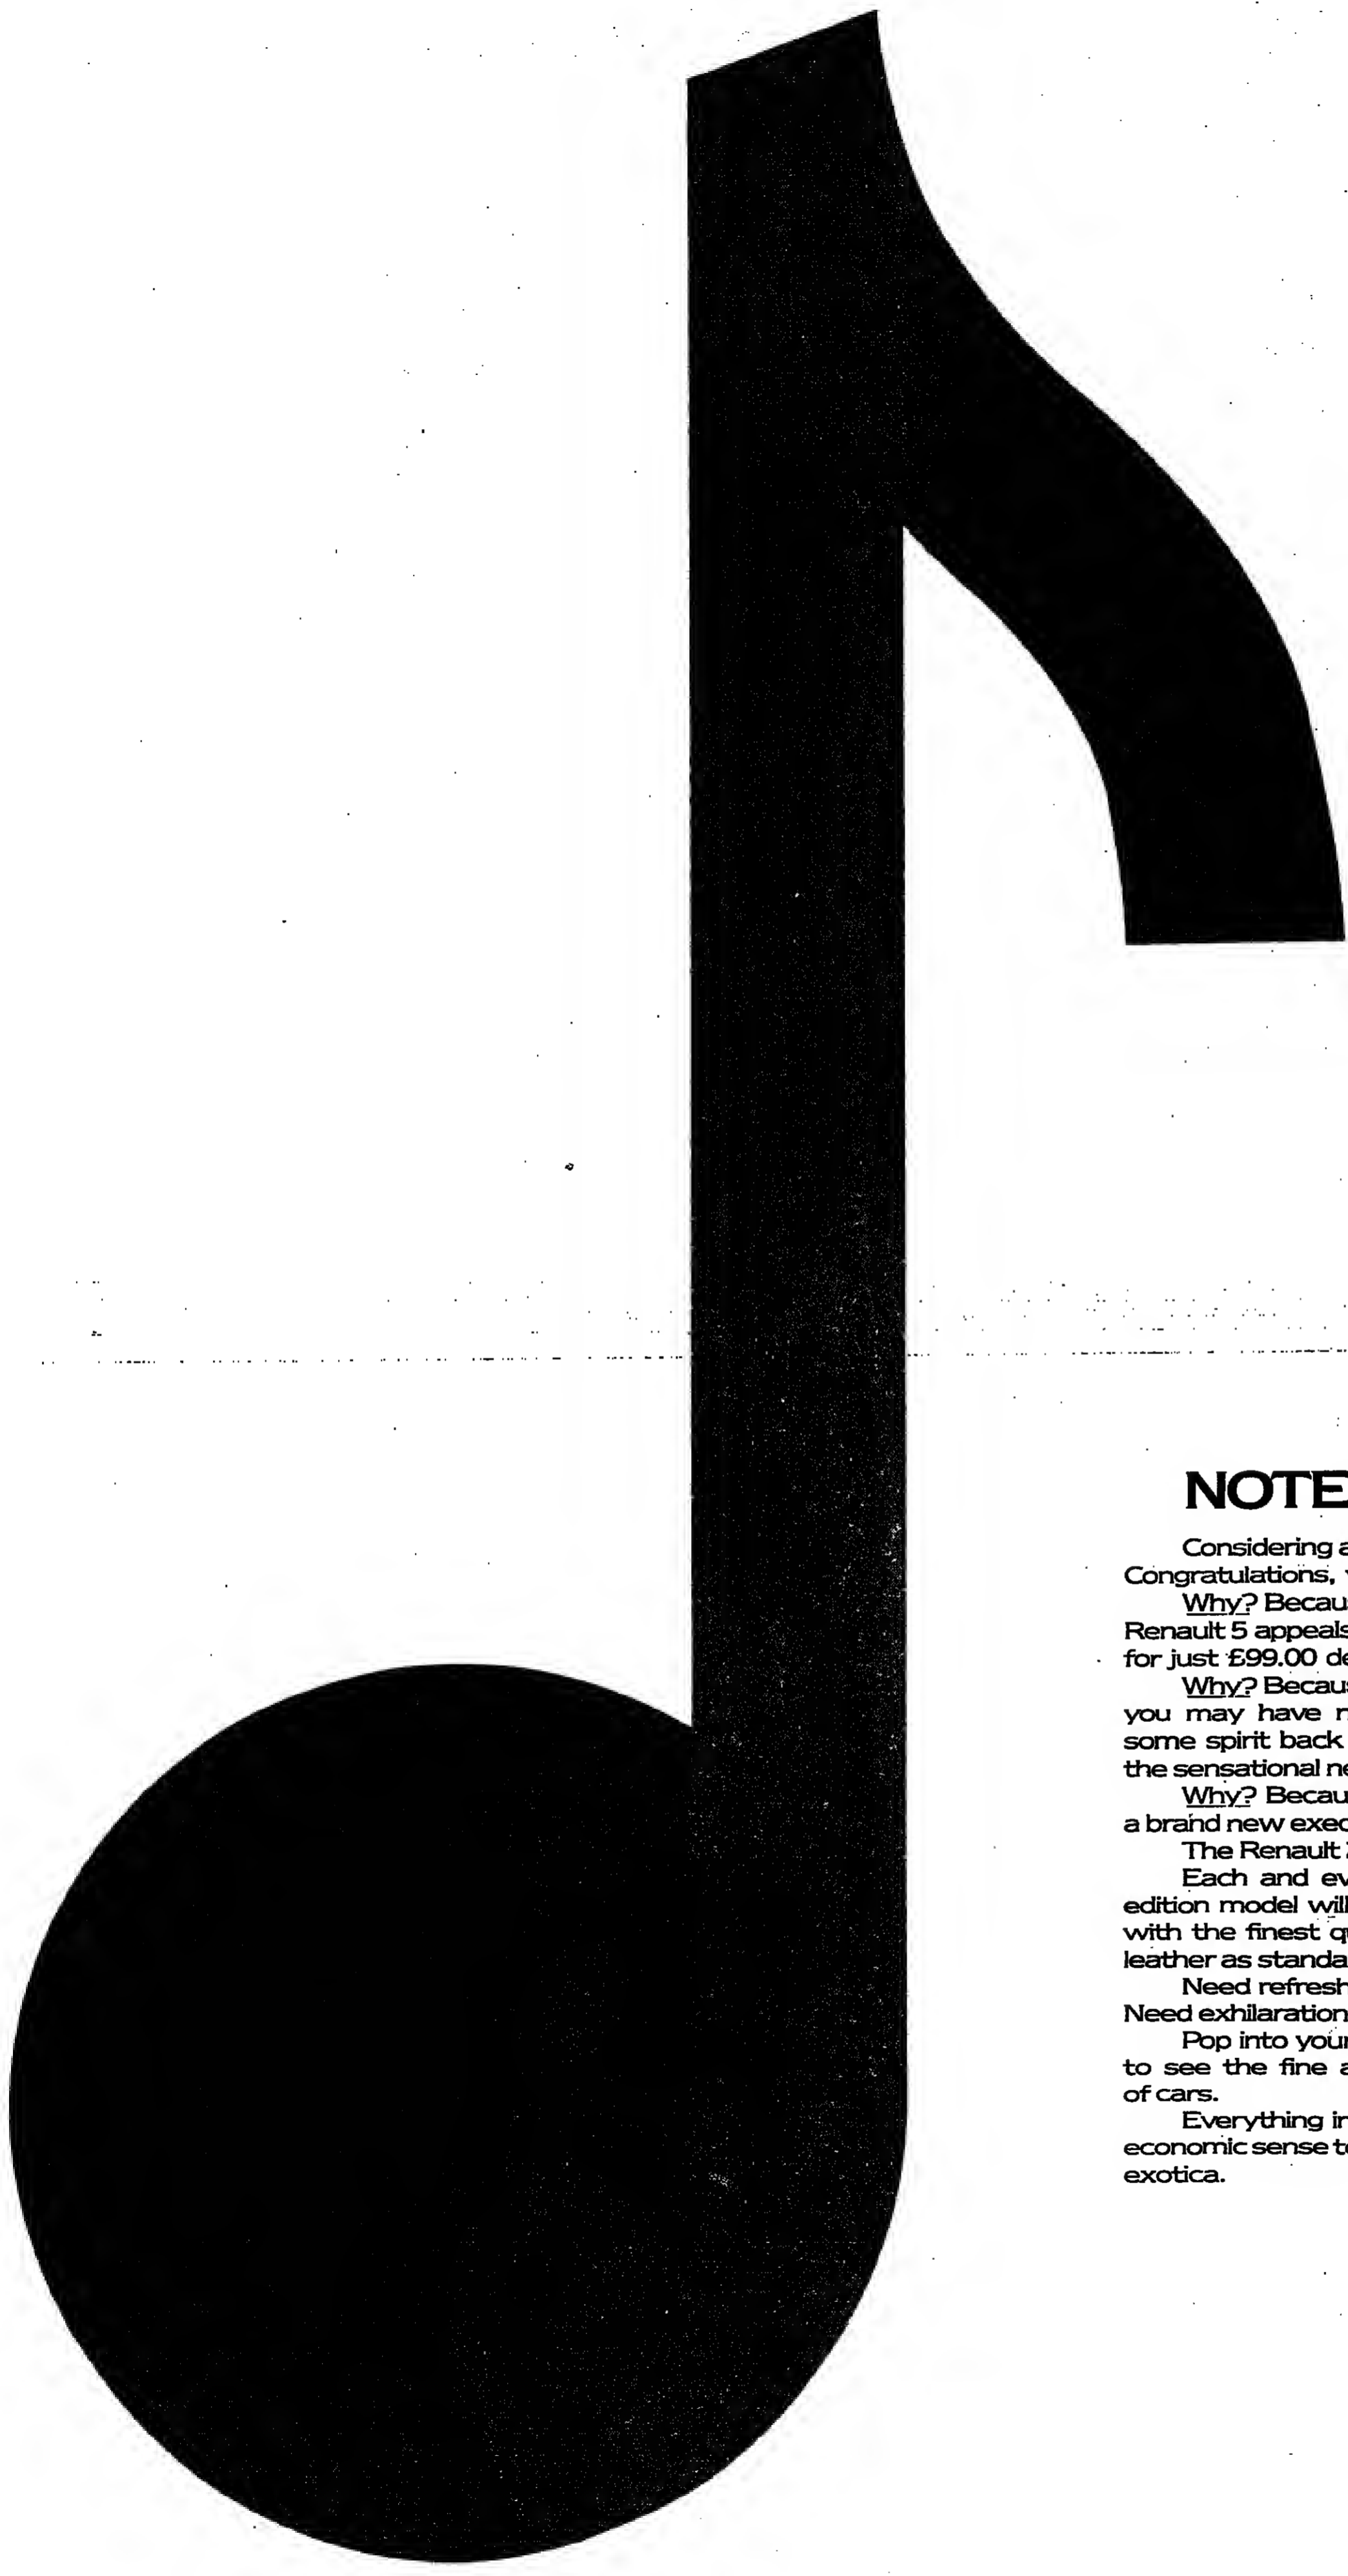 NOTE
Considering a
Congratulations,
Why? Becau
Renault 5 appeals
for just £99.00 de
Why? Becaus
you may have
some spirit back
the sensational ne
Why? Becau
a brand new exec
The Renault
Each and ev
edition model will
with the finest q
leather as standa
Need refresh
Need exhilaration
Pop into your
to see the fine a
of cars.
Everything in
economic sense to
exotica.